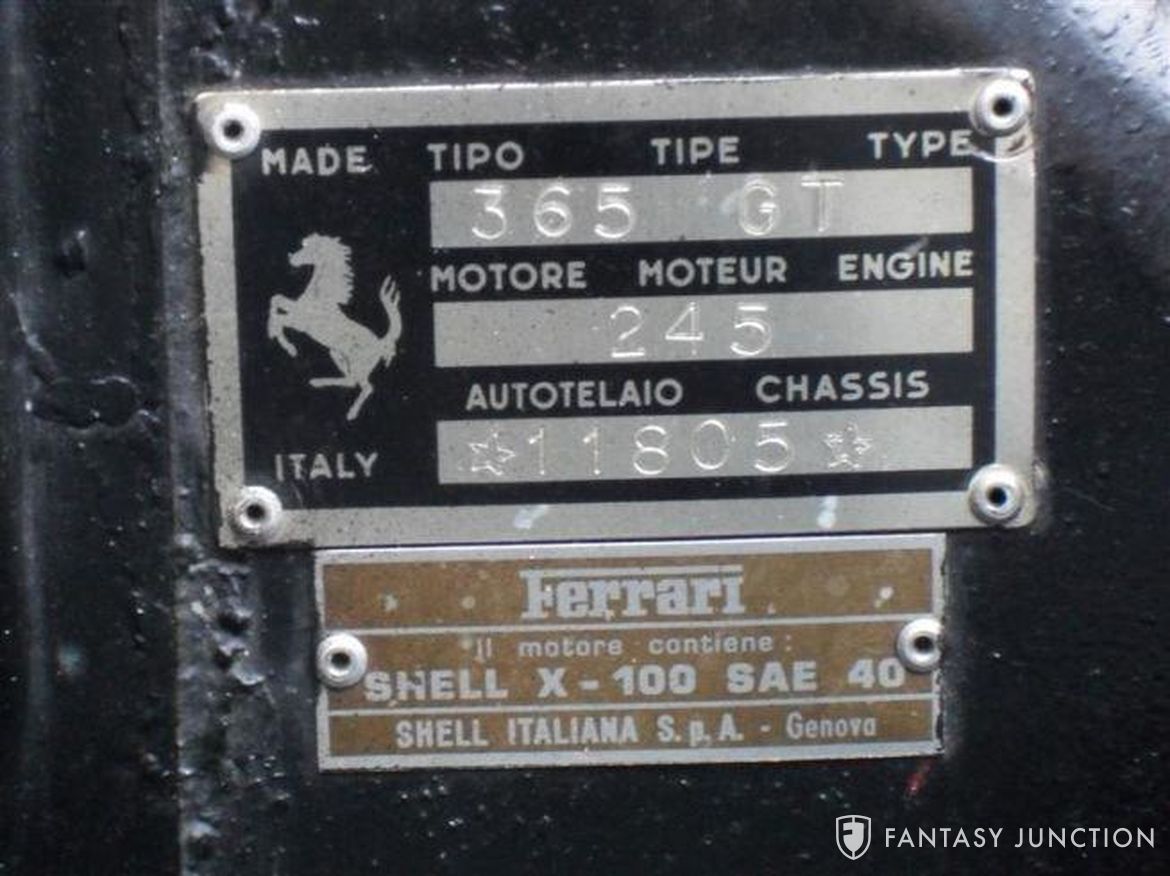 MADE TIPO TIPE TYPE
365 GT
MOTORE MOTEUR ENGINE
245
AUTOTELAIO CHASSIS
ITALY ☆11805☆
Ferrari
Il motore contiene:
SHELL X-100 SAE 40
SHELL ITALIANA S.p.A. - Genova
FANTASY JUNCTION